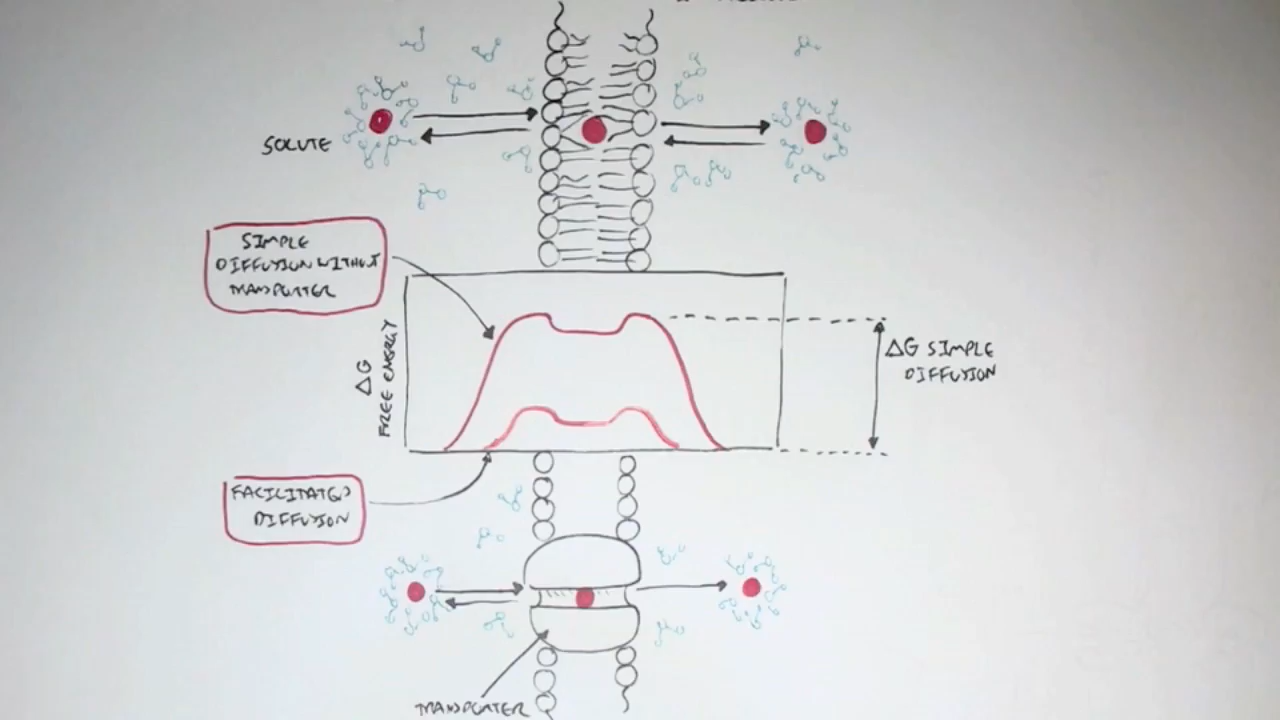 SOLUTE
SIMPLE
DIFFUSION WITHOUT
TRANSPORTER
ΔG
FREE ENERGY
ΔG SIMPLE
DIFFUSION
FACILITATED
DIFFUSION
TRANSPORTER